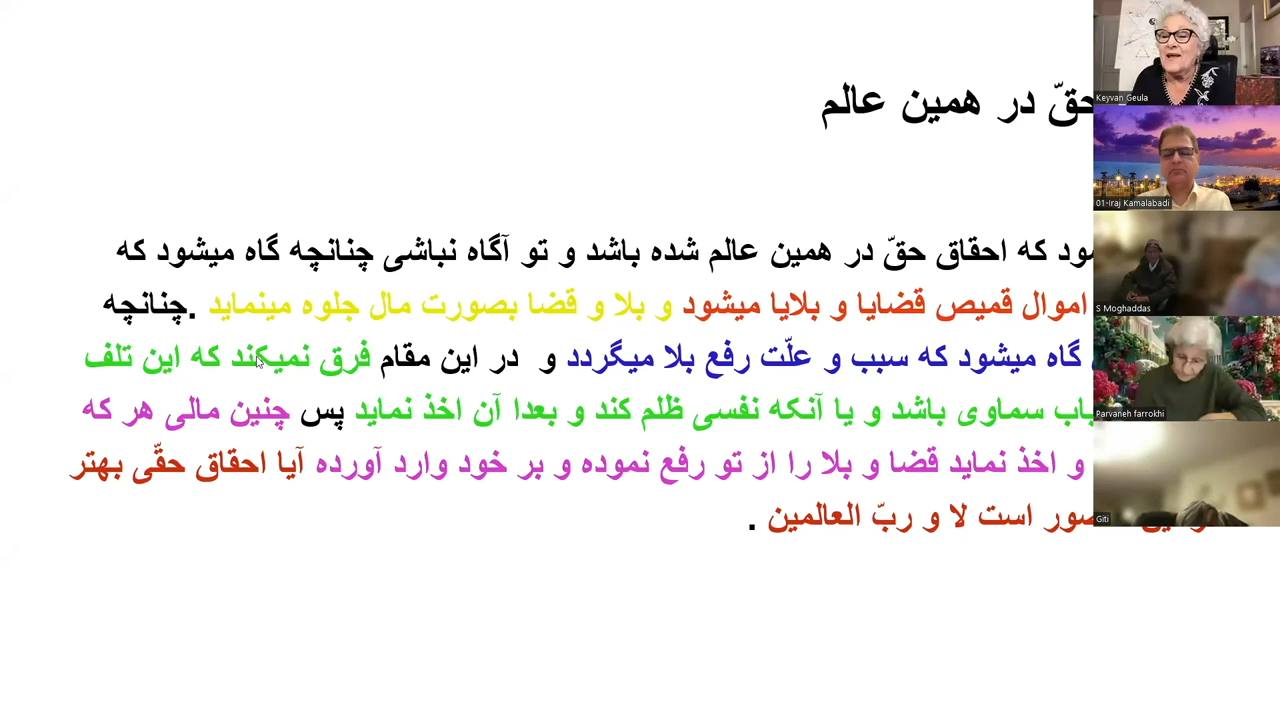 حقّ در همین عالم
که احقاق حقّ در همین عالم شده باشد و تو آگاه نباشی چنانچه گاه میشود که
اموال قمیص قضایا و بلایا میشود و بلا و قضا بصورت مال جلوه مینماید .چنانچه
گاه میشود که سبب و علّت رفع بلا میگردد و در این مقام فرق نمیکند که این تلف
سماوی باشد و یا آنکه نفسی ظلم کند و بعدا آن اخذ نماید پس چنین مالی هر که
و اخذ نماید قضا و بلا را از تو رفع نموده و بر خود وارد آورده آیا احقاق حقّی بهتر
است لا و ربّ العالمین .
Keyvan Geula
01-Iraj Kamalabadi
S Moghaddas
Parvaneh farrokhi
Giti